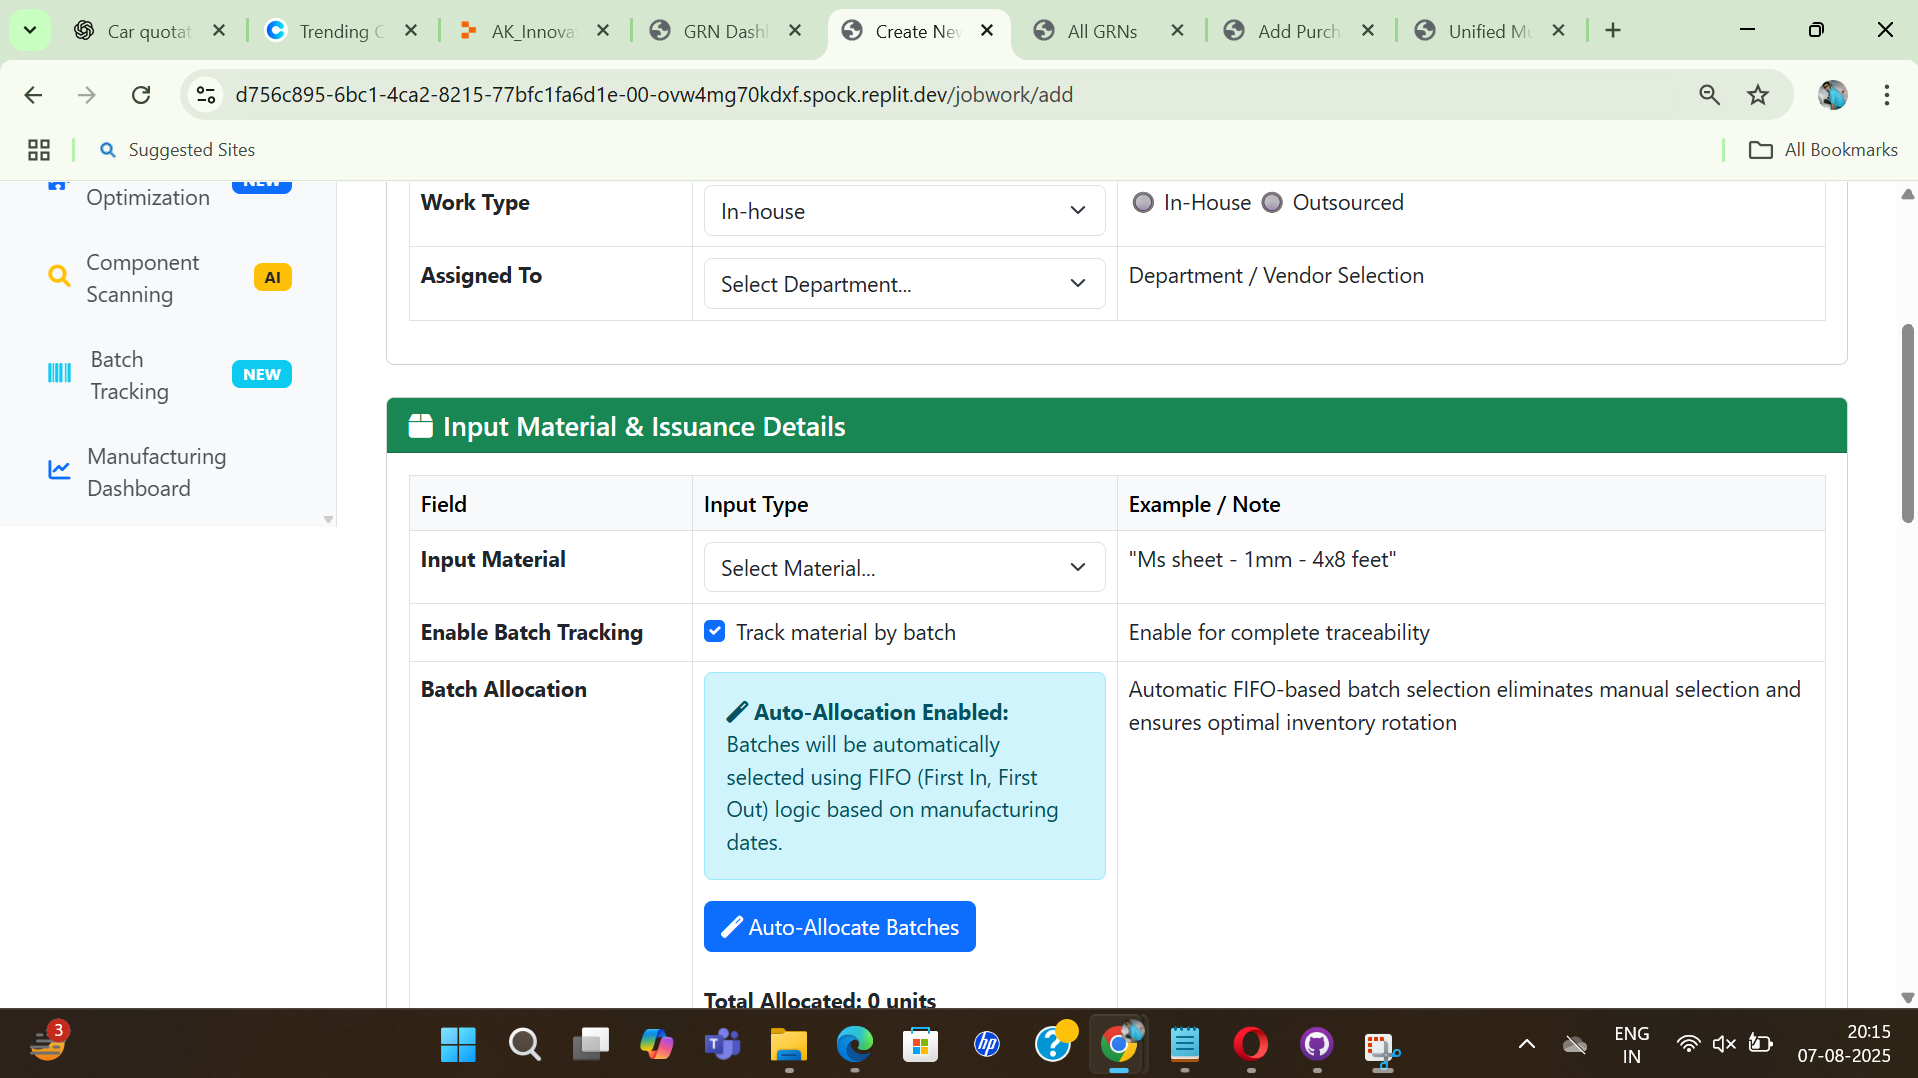 Car quotat
Trending C
AK_Innova
GRN Dash
Create Nev
All GRNs
Add Purch
Unified Mu
d756c895-6bc1-4ca2-8215-77bfc1fa6d1e-00-ovw4mg70kdxf.spock.replit.dev/jobwork/add
Suggested Sites
All Bookmarks
Optimization
NEW
Component
Scanning
AI
Batch
Tracking
NEW
Manufacturing
Dashboard
Work Type
In-house
In-House
Outsourced
Assigned To
Select Department...
Department / Vendor Selection
Input Material & Issuance Details
Field
Input Type
Example / Note
Input Material
Select Material...
"Ms sheet - 1mm - 4x8 feet"
Enable Batch Tracking
Track material by batch
Enable for complete traceability
Batch Allocation
Auto-Allocation Enabled:
Batches will be automatically
selected using FIFO (First In, First
Out) logic based on manufacturing
dates.
Automatic FIFO-based batch selection eliminates manual selection and
ensures optimal inventory rotation
Auto-Allocate Batches
Total Allocated: 0 units
3
ENG
IN
20:15
07-08-2025